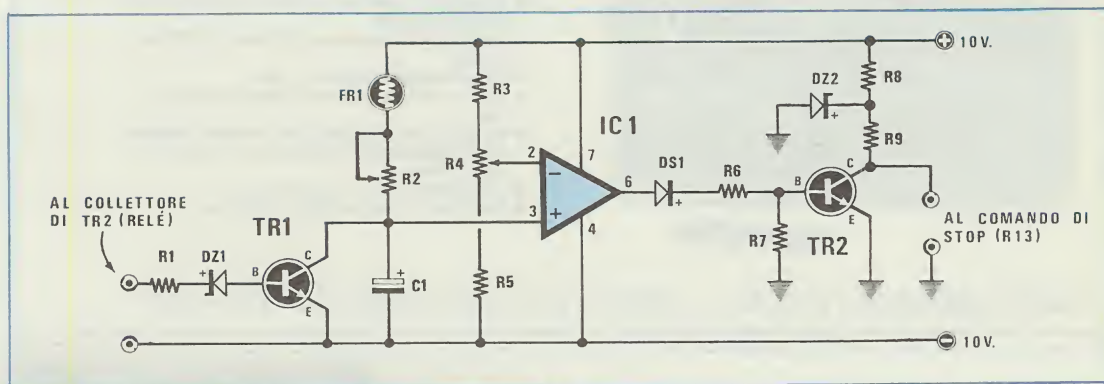 10 V.
R8
DZ2
R3
FR1
IC 1
R9
R4
2
7
C
R2
6
DS1
R6
B
AL COLLETTORE
DI TR2 (RELÉ)
3
4
E
AL COMANDO DI
STOP (R13)
TR1
R7
TR2
R1
DZ1
C
B
C1
R5
E
10 V.